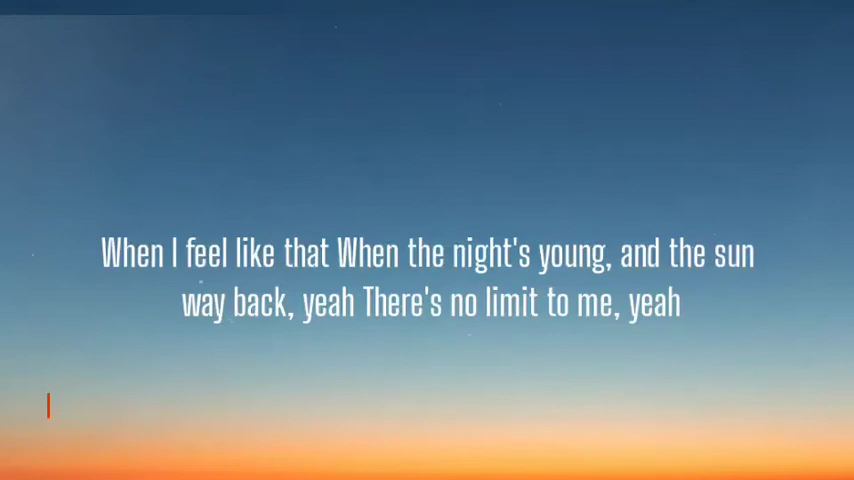 When I feel like that When the night's young, and the sun
way back, yeah There's no limit to me, yeah